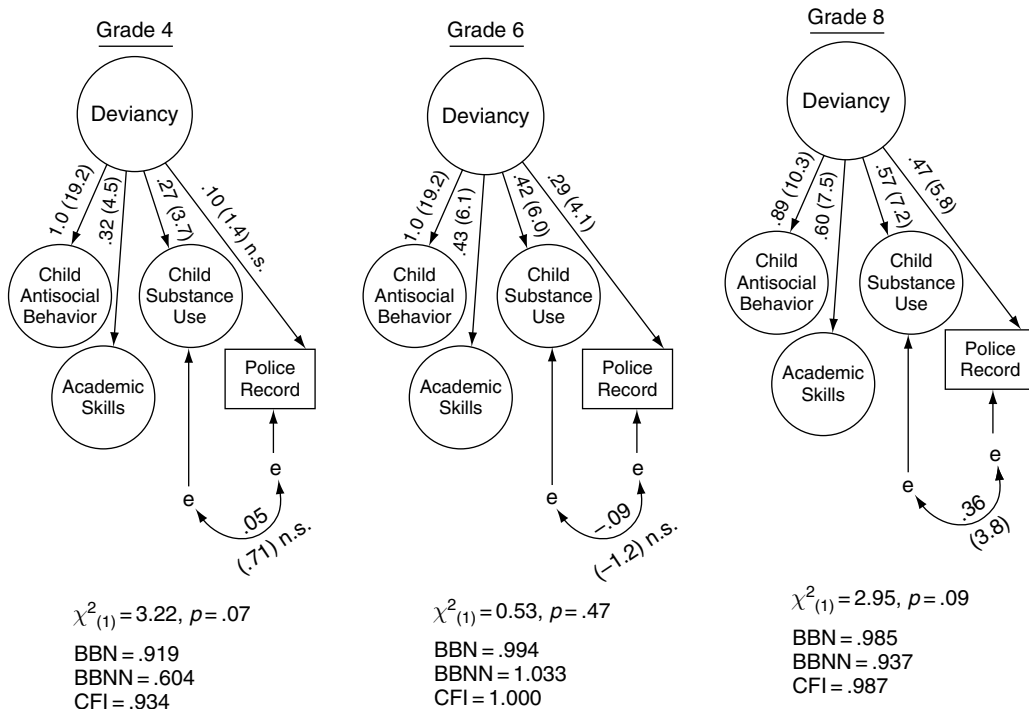 Grade 4
Deviancy
1.0 (19.2)
.32 (4.5)
.27 (3.7)
.10 (1.4) n.s.
Child
Antisocial
Behavior
Child
Substance
Use
Academic
Skills
Police
Record
e
e
.05
(.71) n.s.
χ²(1) = 3.22, p = .07
BBN = .919
BBNN = .604
CFI = .934
Grade 6
Deviancy
1.0 (19.2)
.43 (6.1)
.42 (6.0)
.29 (4.1)
Child
Antisocial
Behavior
Child
Substance
Use
Academic
Skills
Police
Record
e
e
–.09
(–1.2) n.s.
χ²(1) = 0.53, p = .47
BBN = .994
BBNN = 1.033
CFI = 1.000
Grade 8
Deviancy
.89 (10.3)
.60 (7.5)
.57 (7.2)
.47 (5.8)
Child
Antisocial
Behavior
Child
Substance
Use
Academic
Skills
Police
Record
e
e
.36
(3.8)
χ²(1) = 2.95, p = .09
BBN = .985
BBNN = .937
CFI = .987